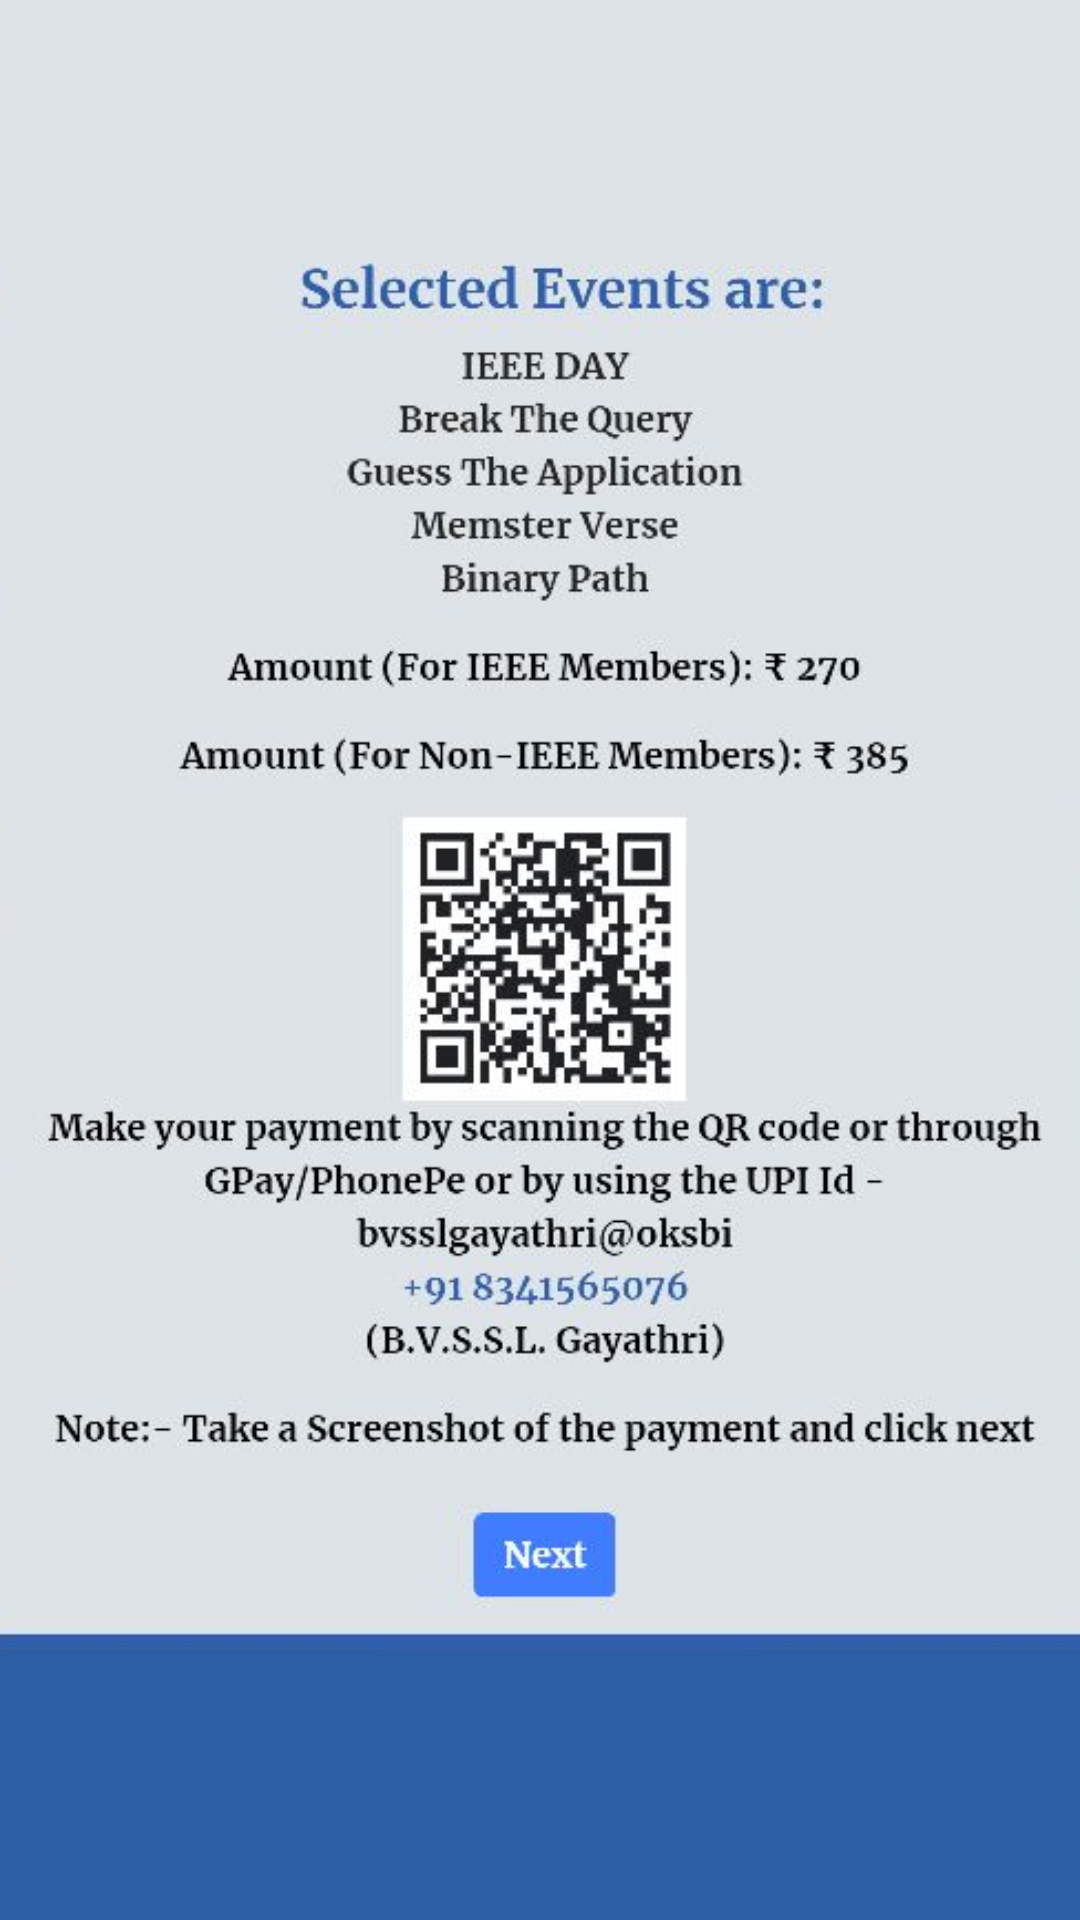 Selected Events are:
IEEE DAY
Break The Query
Guess The Application
Memster Verse
Binary Path
Amount (For IEEE Members): ₹ 270
Amount (For Non-IEEE Members): ₹ 385
Make your payment by scanning the QR code or through
GPay/PhonePe or by using the UPI Id -
bvsslgayathri@oksbi
+91 8341565076
(B.V.S.S.L. Gayathri)
Note:- Take a Screenshot of the payment and click next
Next